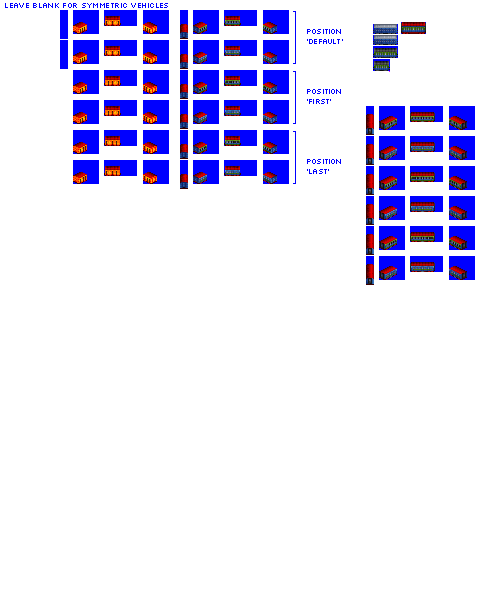 LEAVE BLANK FOR SYMMETRIC VEHICLES
POSITION
'DEFAULT'
POSITION
'FIRST'
POSITION
'LAST'